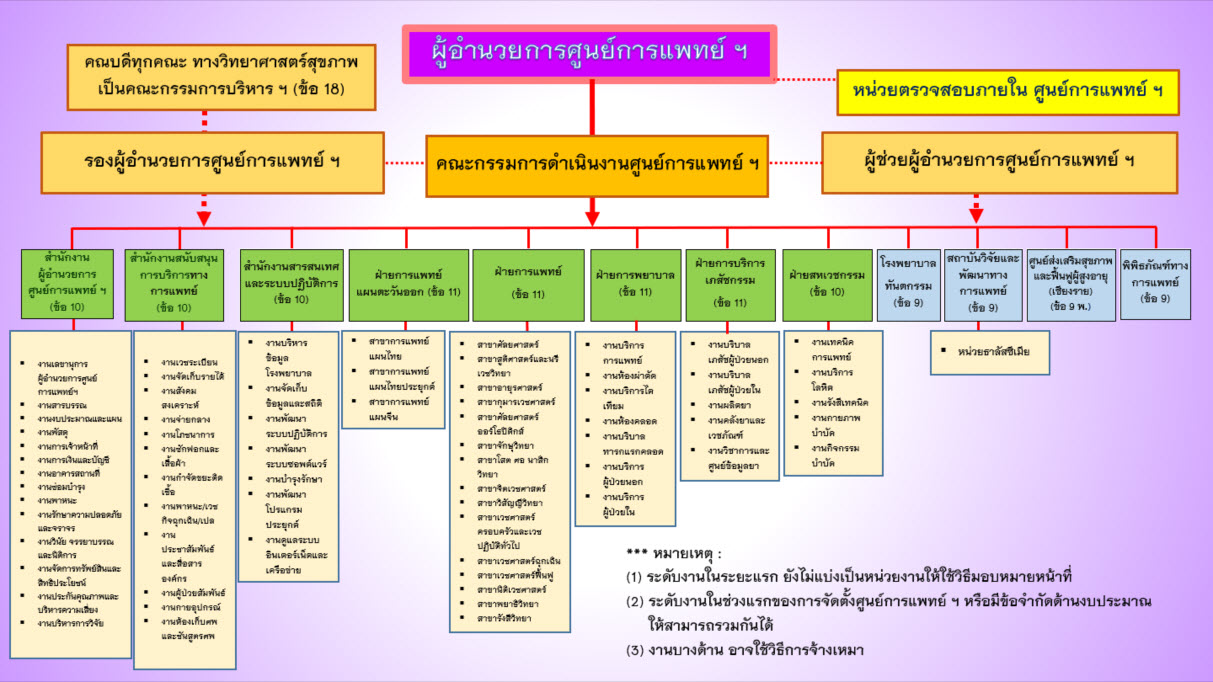 ผู้อำนวยการศูนย์การแพทย์ ฯ
คณบดีทุกคณะ ทางวิทยาศาสตร์สุขภาพ
เป็นคณะกรรมการบริหาร ฯ (ข้อ 18)
หน่วยตรวจสอบภายใน ศูนย์การแพทย์ ฯ
รองผู้อำนวยการศูนย์การแพทย์ ฯ
คณะกรรมการดำเนินงานศูนย์การแพทย์ ฯ
ผู้ช่วยผู้อำนวยการศูนย์การแพทย์ ฯ
สำนักงาน
ผู้อำนวยการ
ศูนย์การแพทย์ ฯ
(ข้อ 10)
สำนักงานสนับสนุน
การบริการทาง
การแพทย์
(ข้อ 10)
สำนักงานสารสนเทศ
และระบบปฏิบัติการ
(ข้อ 10)
ฝ่ายการแพทย์
แผนตะวันออก (ข้อ 11)
ฝ่ายการแพทย์
(ข้อ 11)
ฝ่ายการพยาบาล
(ข้อ 11)
ฝ่ายการบริการ
เภสัชกรรม
(ข้อ 11)
ฝ่ายสหเวชกรรม
(ข้อ 10)
โรงพยาบาล
ทันตกรรม
(ข้อ 9)
สถาบันวิจัยและ
พัฒนาทาง
การแพทย์
(ข้อ 9)
ศูนย์ส่งเสริมสุขภาพ
และฟื้นฟูผู้สูงอายุ
(เชียงราย)
(ข้อ 9 พ.)
พิพิธภัณฑ์ทาง
การแพทย์
(ข้อ 9)
▪ งานเลขานุการ
ผู้อำนวยการศูนย์
การแพทย์ฯ
▪ งานสารบรรณ
▪ งานงบประมาณและแผน
▪ งานพัสดุ
▪ งานการเจ้าหน้าที่
▪ งานการเงินและบัญชี
▪ งานอาคารสถานที่
▪ งานซ่อมบำรุง
▪ งานพาหนะ
▪ งานรักษาความปลอดภัย
และจราจร
▪ งานวินัย จรรยาบรรณ
และนิติการ
▪ งานจัดการทรัพย์สินและ
สิทธิประโยชน์
▪ งานประกันคุณภาพและ
บริหารความเสี่ยง
▪ งานบริหารการวิจัย
▪ งานเวชระเบียน
▪ งานจัดเก็บรายได้
▪ งานสังคม
สงเคราะห์
▪ งานจ่ายกลาง
▪ งานโภชนาการ
▪ งานซักฟอกและ
เสื้อผ้า
▪ งานกำจัดขยะติด
เชื้อ
▪ งานพาหนะ/เวช
กิจฉุกเฉิน/เปล
▪ งาน
ประชาสัมพันธ์
และสื่อสาร
องค์กร
▪ งานผู้ป่วยสัมพันธ์
▪ งานกายอุปกรณ์
▪ งานห้องเก็บศพ
และชันสูตรศพ
▪ งานบริหาร
ข้อมูล
โรงพยาบาล
▪ งานจัดเก็บ
ข้อมูลและสถิติ
▪ งานพัฒนา
ระบบปฏิบัติการ
▪ งานพัฒนา
ระบบซอฟต์แวร์
▪ งานบำรุงรักษา
▪ งานพัฒนา
โปรแกรม
ประยุกต์
▪ งานดูแลระบบ
อินเตอร์เน็ตและ
เครือข่าย
▪ สาขาการแพทย์
แผนไทย
▪ สาขาการแพทย์
แผนไทยประยุกต์
▪ สาขาการแพทย์
แผนจีน
▪ สาขาศัลยศาสตร์
▪ สาขาสูติศาสตร์และนรี
เวชวิทยา
▪ สาขาอายุรศาสตร์
▪ สาขากุมารเวชศาสตร์
▪ สาขาศัลยศาสตร์
ออร์โธปิดิกส์
▪ สาขาจักษุวิทยา
▪ สาขาโสต ศอ นาสิก
วิทยา
▪ สาขาจิตเวชศาสตร์
▪ สาขาวิสัญญีวิทยา
▪ สาขาเวชศาสตร์
ครอบครัวและเวช
ปฏิบัติทั่วไป
▪ สาขาเวชศาสตร์ฉุกเฉิน
▪ สาขาเวชศาสตร์ฟื้นฟู
▪ สาขานิติเวชศาสตร์
▪ สาขาพยาธิวิทยา
▪ สาขารังสีวิทยา
▪ งานบริการ
การแพทย์
▪ งานห้องผ่าตัด
▪ งานบริการไต
เทียม
▪ งานห้องคลอด
▪ งานบริบาล
ทารกแรกคลอด
▪ งานบริการ
ผู้ป่วยนอก
▪ งานบริการ
ผู้ป่วยใน
▪ งานบริบาล
เภสัชผู้ป่วยนอก
▪ งานบริบาล
เภสัชผู้ป่วยใน
▪ งานผลิตยา
▪ งานคลังยาและ
เวชภัณฑ์
▪ งานวิชาการและ
ศูนย์ข้อมูลยา
▪ งานเทคนิค
การแพทย์
▪ งานบริการ
โลหิต
▪ งานรังสีเทคนิค
▪ งานกายภาพ
บำบัด
▪ งานกิจกรรม
บำบัด
▪ หน่วยธาลัสซีเมีย
*** หมายเหตุ :
(1) ระดับงานในระยะแรก ยังไม่แบ่งเป็นหน่วยงานให้ใช้วิธีมอบหมายหน้าที่
(2) ระดับงานในช่วงแรกของการจัดตั้งศูนย์การแพทย์ ฯ หรือมีข้อจำกัดด้านงบประมาณ
ให้สามารถรวมกันได้
(3) งานบางด้าน อาจใช้วิธีการจ้างเหมา